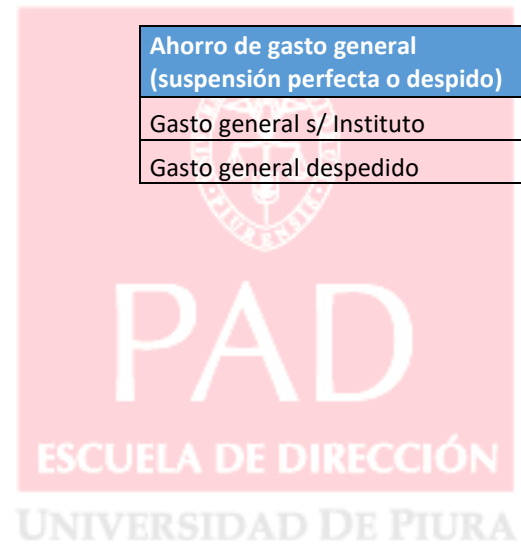 Ahorro de gasto general
(suspensión perfecta o despido)
Gasto general s/ Instituto
Gasto general despedido
PIURENSIS
PAD
ESCUELA DE DIRECCIÓN
UNIVERSIDAD DE PIURA